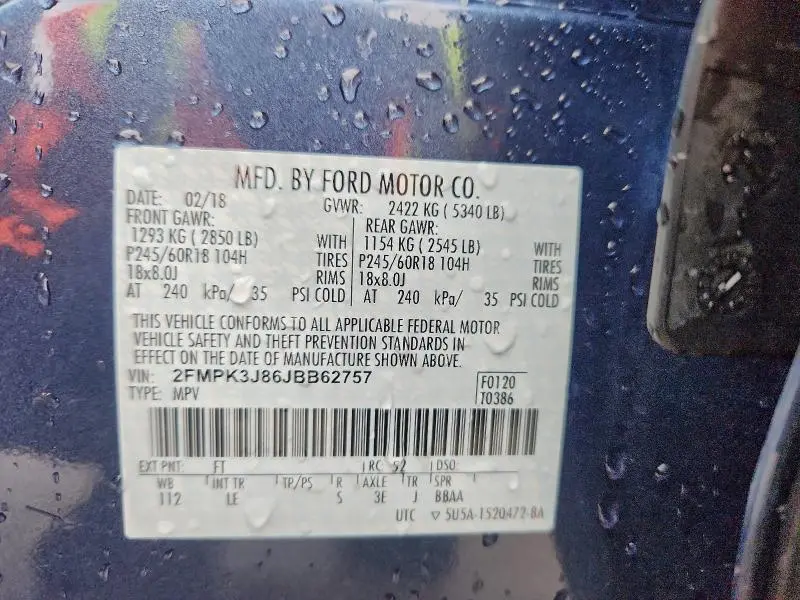 MFD. BY FORD MOTOR CO.
DATE: 02/18 GVWR: 2422 KG ( 5340 LB)
FRONT GAWR: REAR GAWR:
1293 KG ( 2850 LB) WITH 1154 KG ( 2545 LB) WITH
P245/60R18 104H TIRES P245/60R18 104H TIRES
18x8.0J RIMS 18x8.0J RIMS
AT 240 kPa/ 35 PSI COLD AT 240 kPa/ 35 PSI COLD
THIS VEHICLE CONFORMS TO ALL APPLICABLE FEDERAL MOTOR
VEHICLE SAFETY AND THEFT PREVENTION STANDARDS IN
EFFECT ON THE DATE OF MANUFACTURE SHOWN ABOVE.
VIN: 2FMPK3J86JBB62757 F0120
TYPE: MPV T0386
EXT PNT: FT RC: 52 DSO:
WB INT TR TP/PS R AXLE TR SPR
112 LE S 3E J BBAA
UTC ▽ 5U5A-1520472-BA